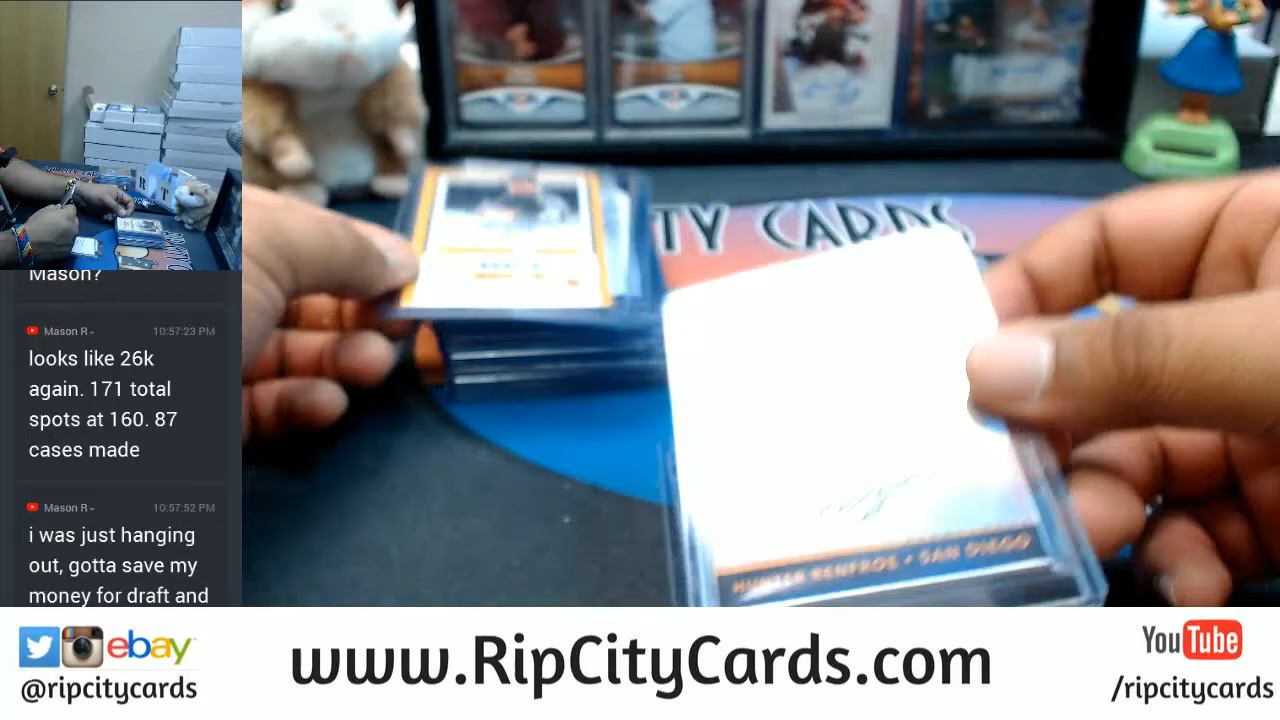 Mason?
Mason R -
10:57:23 PM
looks like 26k
again. 171 total
spots at 160. 87
cases made
Mason R -
10:57:52 PM
i was just hanging
out, gotta save my
money for draft and
CITY CARDS
HUNTER RENFROE • SAN DIEGO
ebay
@ripcitycards
www.RipCityCards.com
YouTube
/ripcitycards